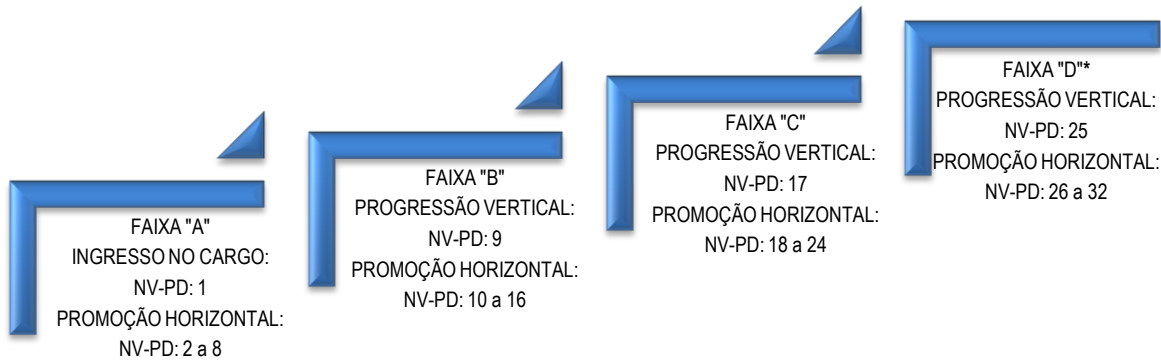 FAIXA "A"
INGRESSO NO CARGO:
NV-PD: 1
PROMOÇÃO HORIZONTAL:
NV-PD: 2 a 8
FAIXA "B"
PROGRESSÃO VERTICAL:
NV-PD: 9
PROMOÇÃO HORIZONTAL:
NV-PD: 10 a 16
FAIXA "C"
PROGRESSÃO VERTICAL:
NV-PD: 17
PROMOÇÃO HORIZONTAL:
NV-PD: 18 a 24
FAIXA "D"*
PROGRESSÃO VERTICAL:
NV-PD: 25
PROMOÇÃO HORIZONTAL:
NV-PD: 26 a 32